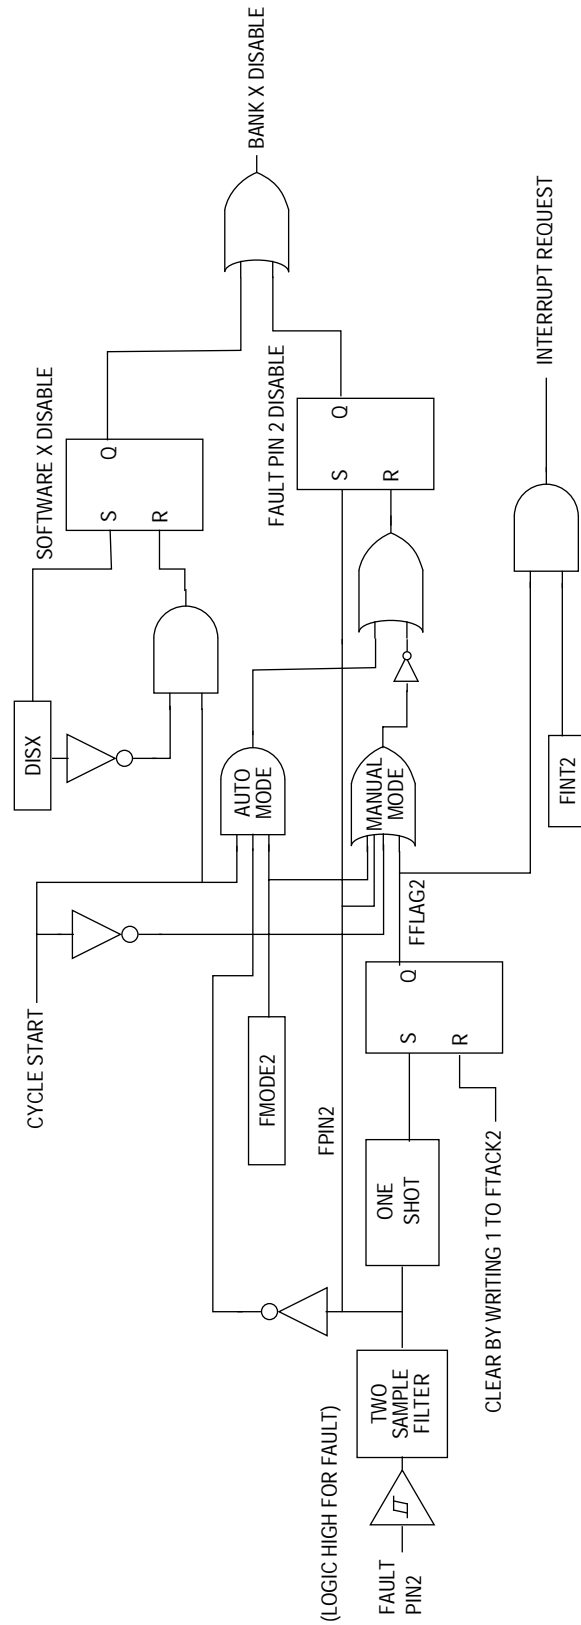 CYCLE START
DISX
SOFTWARE X DISABLE
S
Q
R
BANK X DISABLE
AUTO
MODE
FMODE2
FPIN2
FAULT PIN 2 DISABLE
S
Q
R
(LOGIC HIGH FOR FAULT)
FAULT
PIN2
TWO
SAMPLE
FILTER
ONE
SHOT
S
Q
R
FFLAG2
MANUAL
MODE
CLEAR BY WRITING 1 TO FTACK2
FINT2
INTERRUPT REQUEST